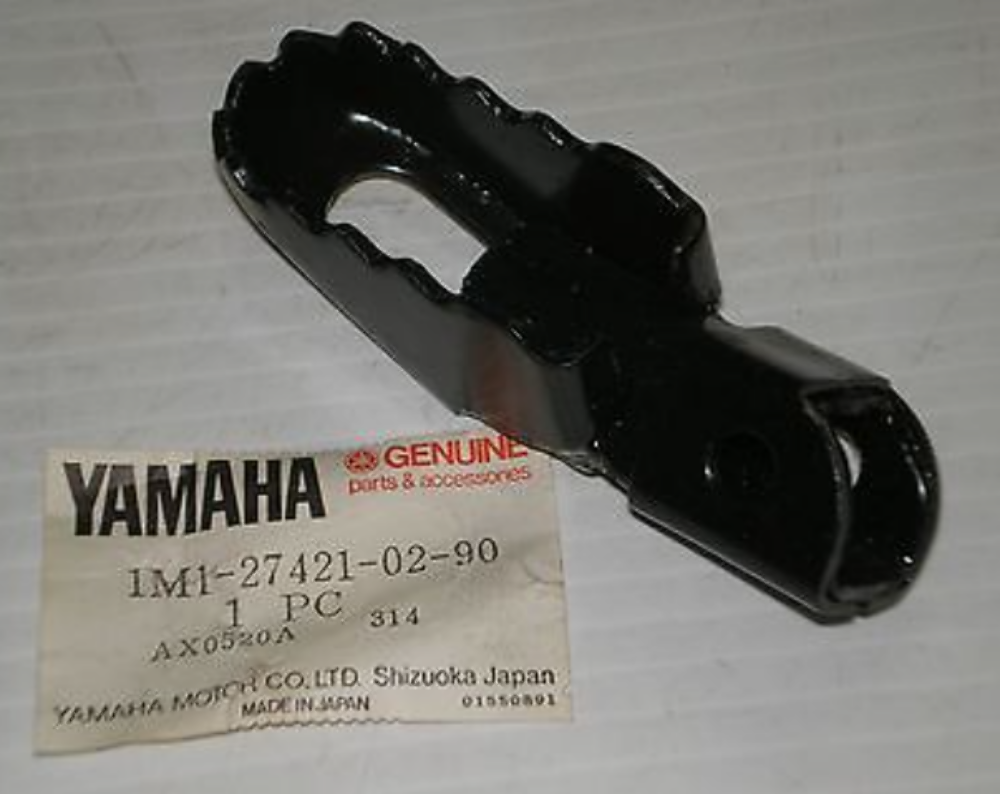 YAMAHA GENUINE
parts & accessories
1M1-27421-02-90
1 PC 314
AX0520A
YAMAHA MOTOR CO., LTD. Shizuoka Japan
MADE IN JAPAN 01550891